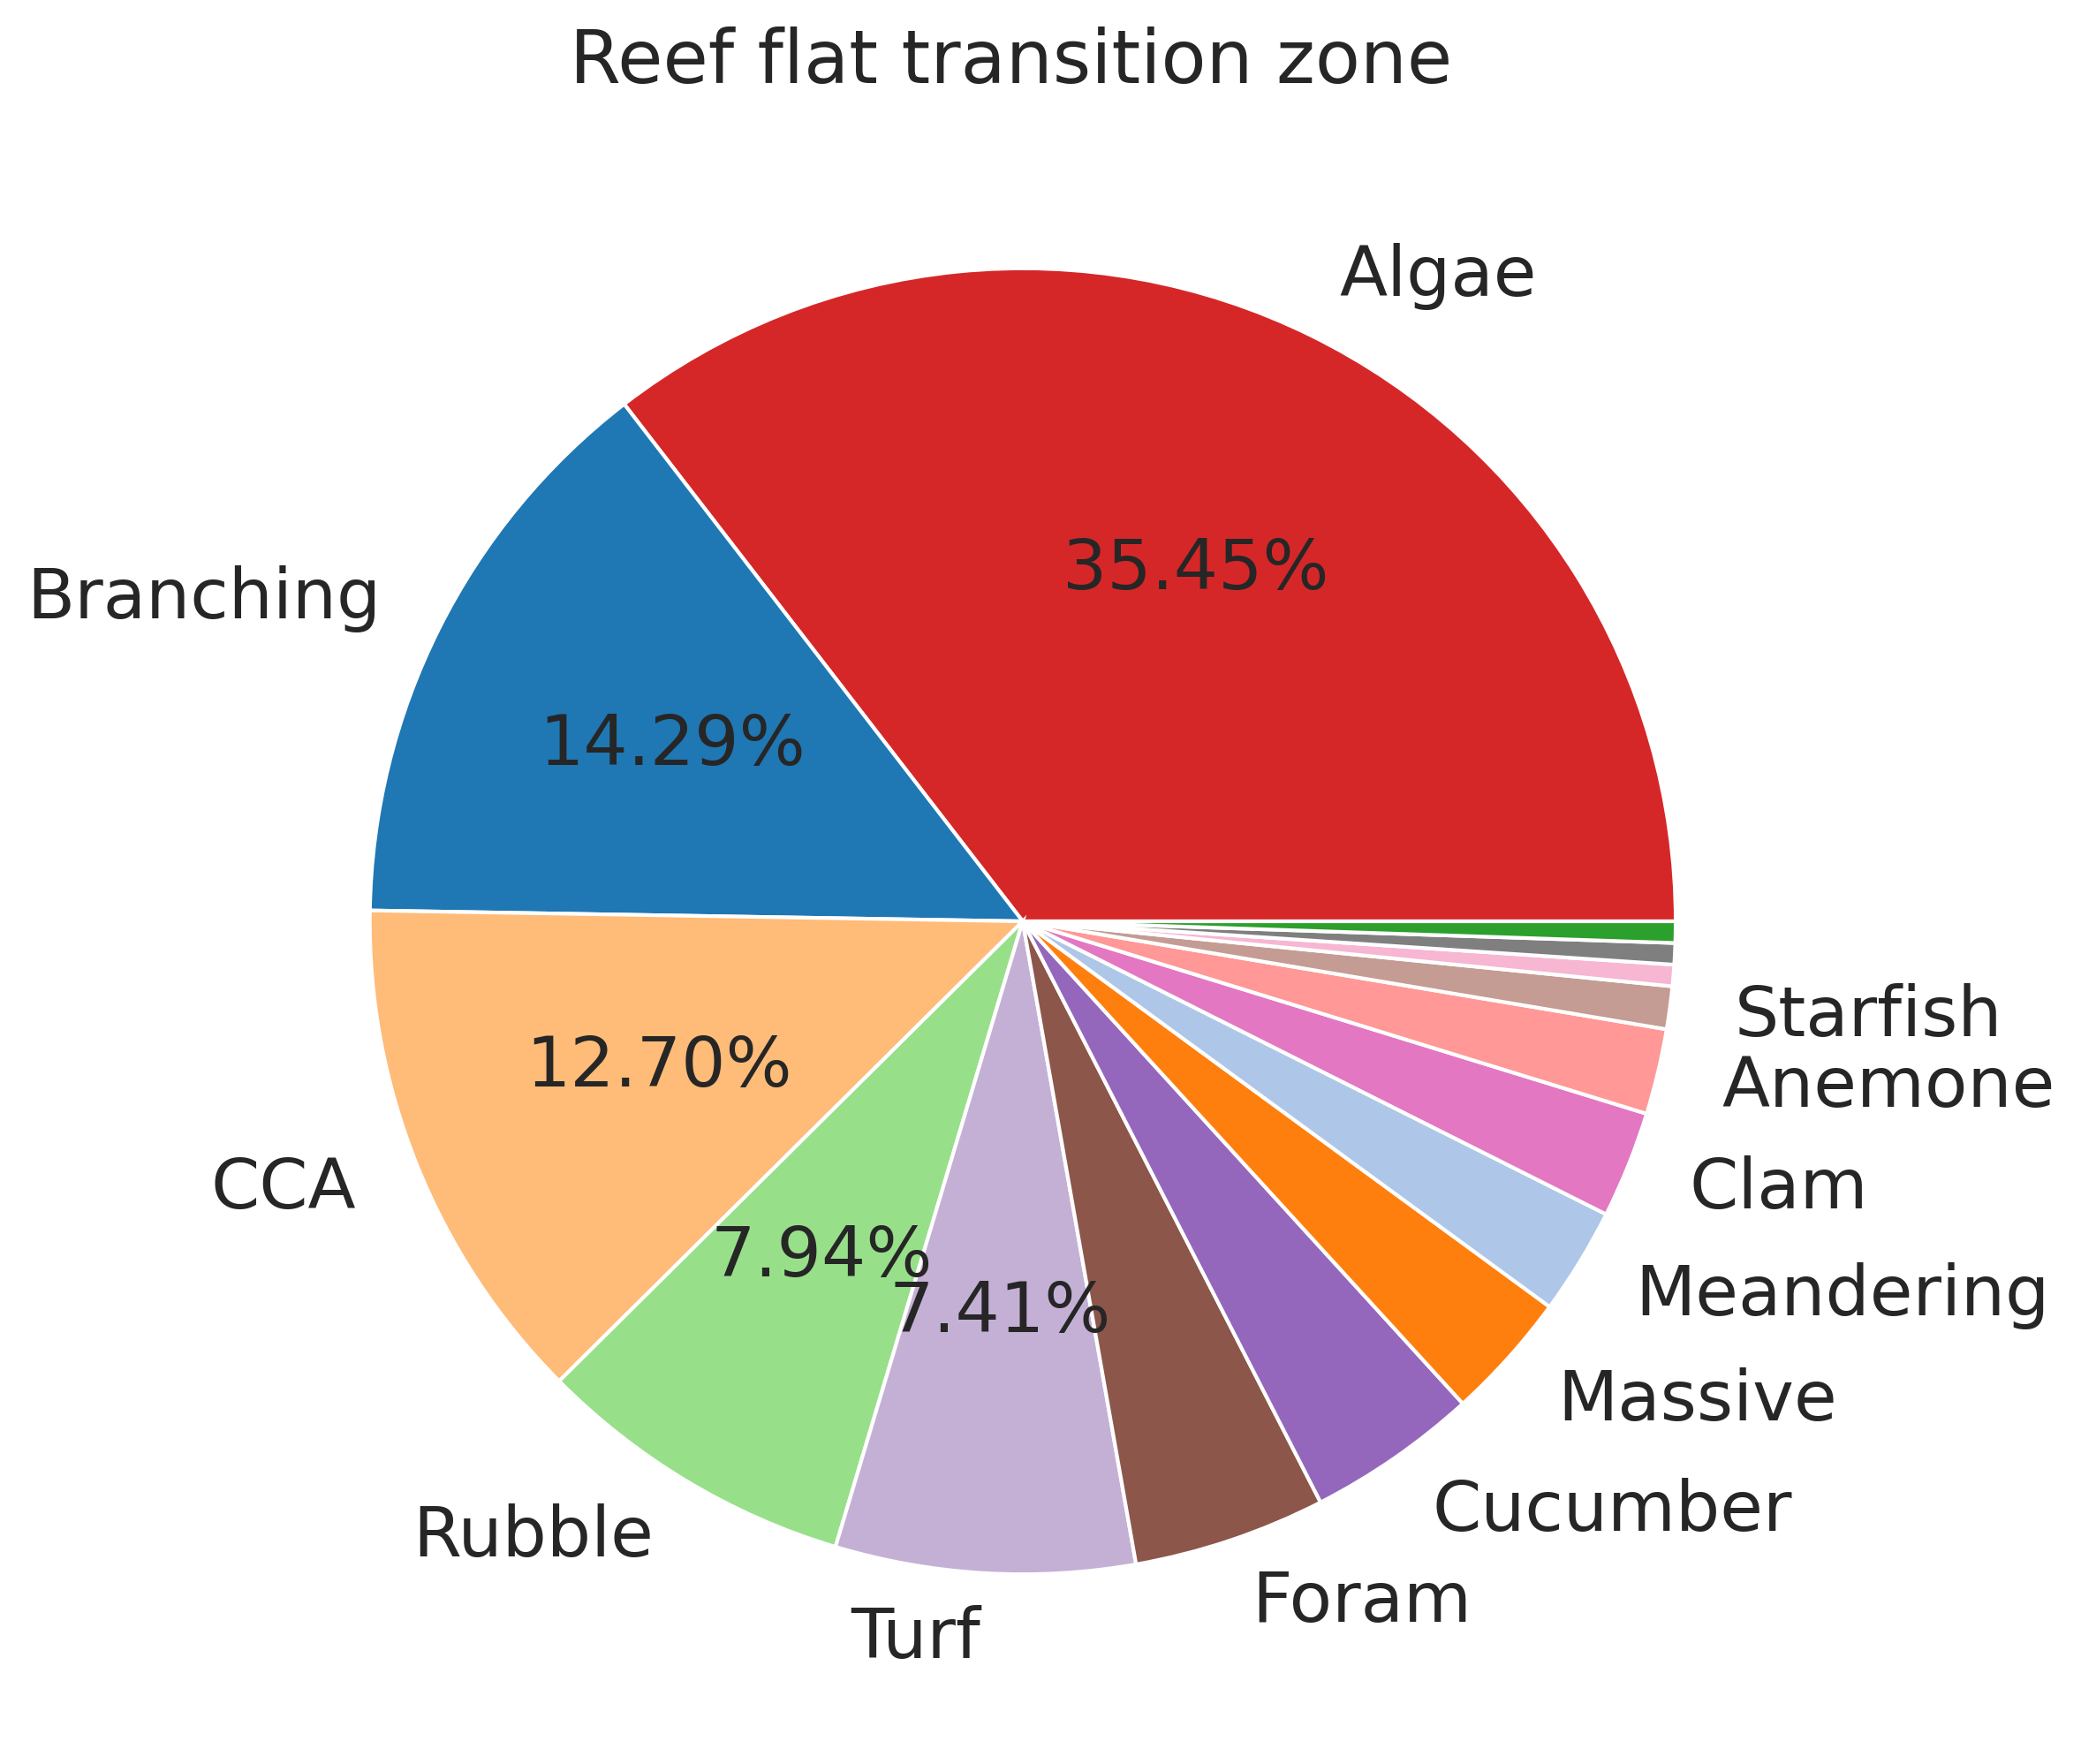 Reef flat transition zone
Algae
35.45%
Branching
14.29%
CCA
12.70%
Rubble
7.94%
Turf
7.41%
Foram
Cucumber
Massive
Meandering
Clam
Anemone
Starfish